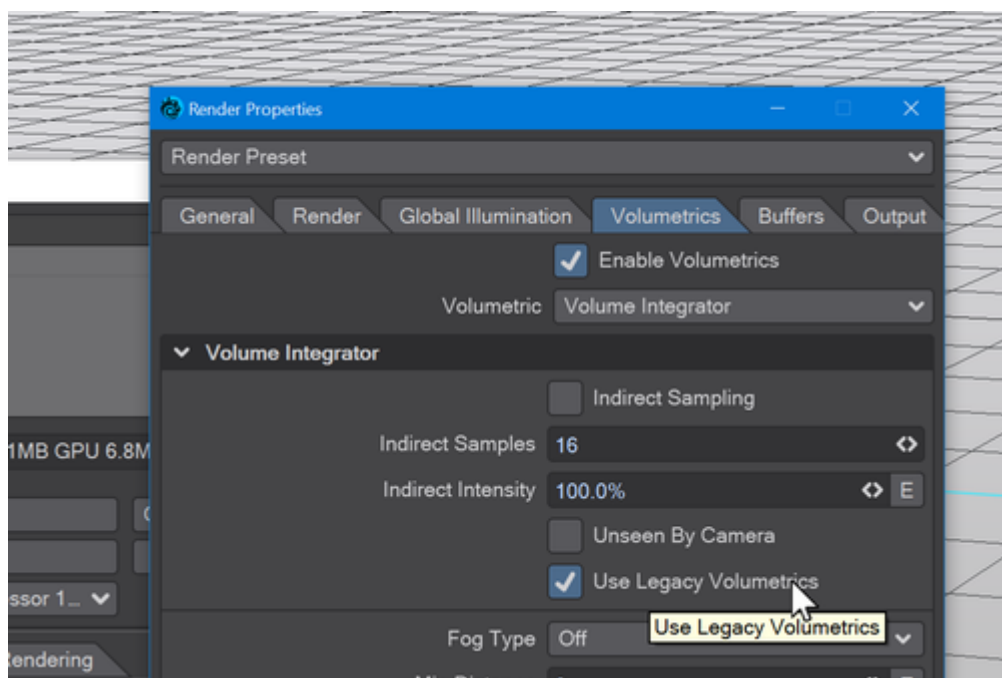 Render Properties
Render Preset
General Render Global Illumination Volumetrics Buffers Output
Enable Volumetrics
Volumetric Volume Integrator
Volume Integrator
Indirect Sampling
1MB GPU 6.8M
Indirect Samples 16
Indirect Intensity 100.0% E
Unseen By Camera
Use Legacy Volumetrics
ssor 1...
Fog Type Off
Use Legacy Volumetrics
endering